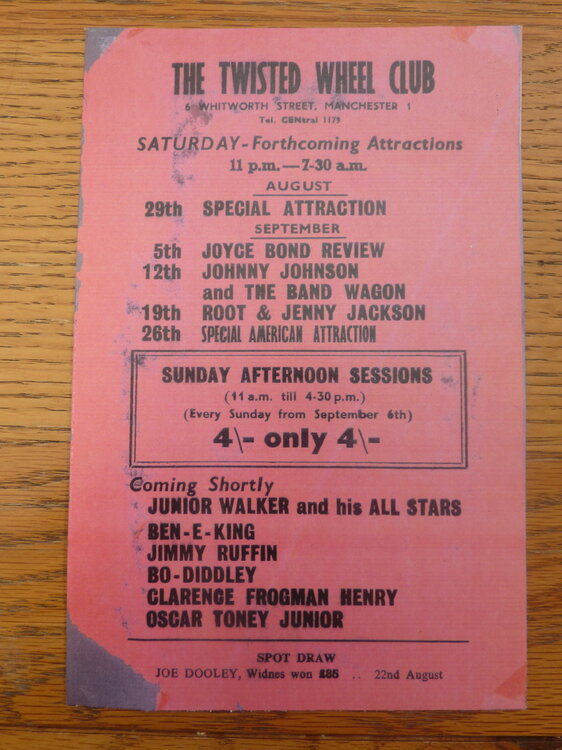 THE TWISTED WHEEL CLUB
6 WHITWORTH STREET, MANCHESTER 1
Tel. CENtral 1179
SATURDAY-Forthcoming Attractions
11 p.m.—7-30 a.m.
AUGUST
29th SPECIAL ATTRACTION
SEPTEMBER
5th JOYCE BOND REVIEW
12th JOHNNY JOHNSON
and THE BAND WAGON
19th ROOT & JENNY JACKSON
26th SPECIAL AMERICAN ATTRACTION
SUNDAY AFTERNOON SESSIONS
(11 a.m. till 4-30 p.m.)
(Every Sunday from September 6th)
4\- only 4\-
Coming Shortly
JUNIOR WALKER and his ALL STARS
BEN-E-KING
JIMMY RUFFIN
BO-DIDDLEY
CLARENCE FROGMAN HENRY
OSCAR TONEY JUNIOR
SPOT DRAW
JOE DOOLEY, Widnes won £85 .. 22nd August